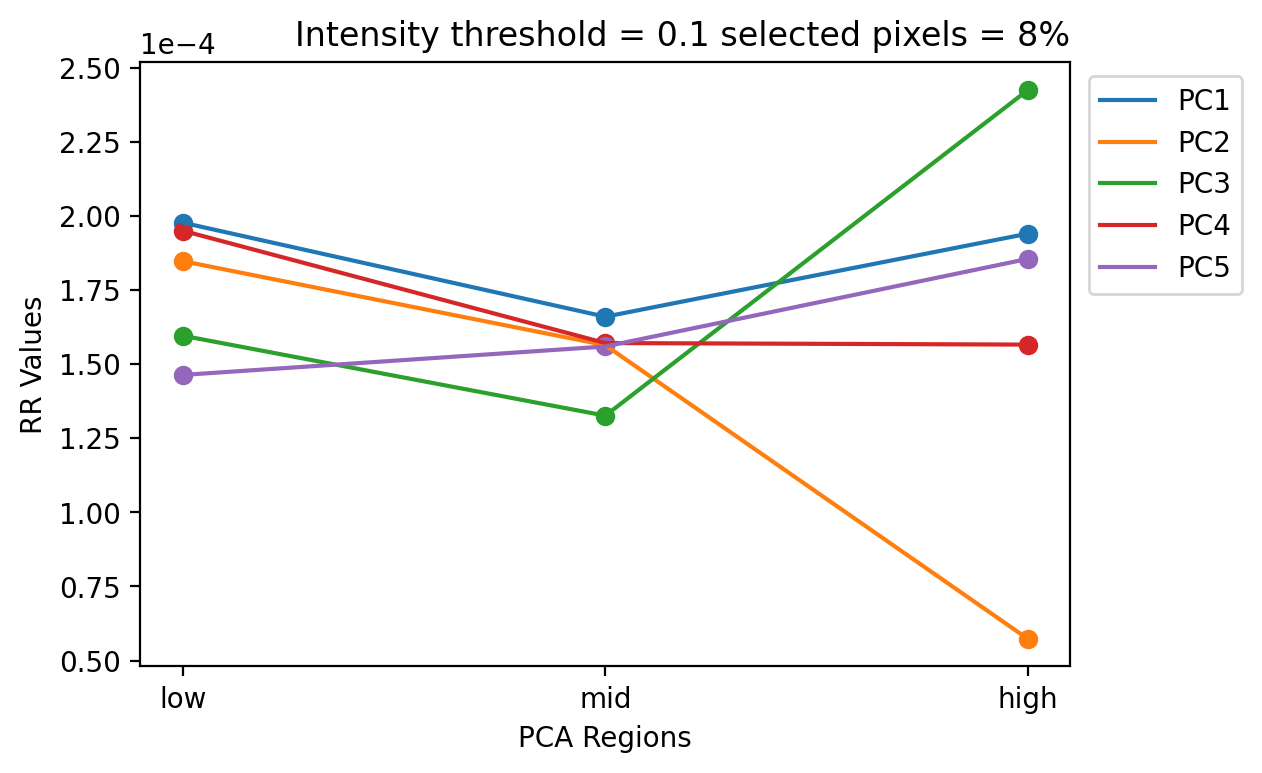 Intensity threshold = 0.1 selected pixels = 8%
1e−4
2.50
2.25
2.00
1.75
1.50
1.25
1.00
0.75
0.50
RR Values
low
mid
high
PCA Regions
PC1
PC2
PC3
PC4
PC5